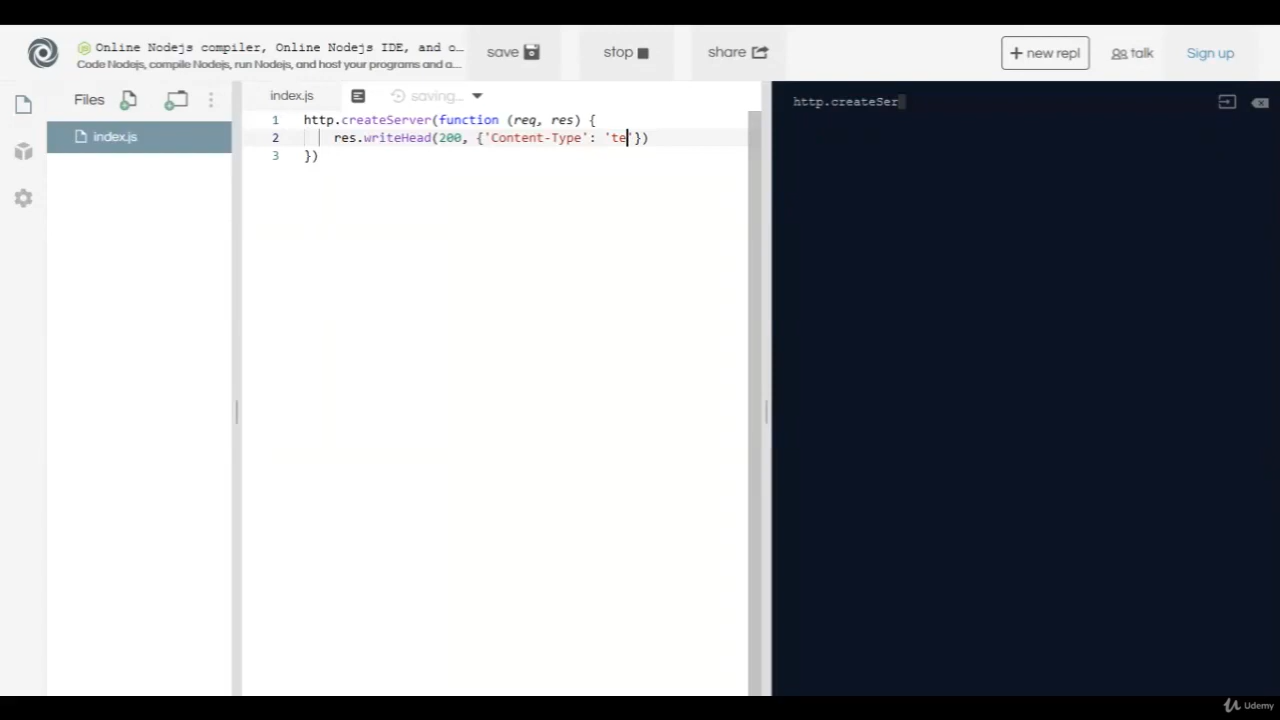 Online Nodejs compiler, Online Nodejs IDE, and o...
Code Nodejs, compile Nodejs, run Nodejs, and host your programs and a...
save
stop
share
+ new repl
talk
Sign up
Files
index.js
index.js
saving...
1 http.createServer(function (req, res) {
2 res.writeHead(200, {'Content-Type': 'te'})
3 })
http.createSer
Udemy